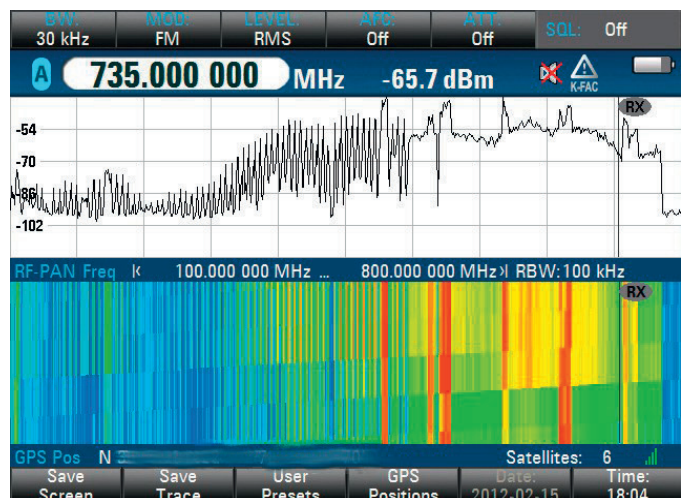 BW: MOD: LEVEL: AFC: ATT: SQL: Off
30 kHz FM RMS Off Off
A 735.000 000 MHz -65.7 dBm K-FAC
RX
-54
-70
-86
-102
RF-PAN Freq 100.000 000 MHz ... 800.000 000 MHz RBW:100 kHz
RX
GPS Pos N Satellites: 6
Save Save User GPS Date: Time:
Screen Trace Presets Positions 2012-02-15 18:04